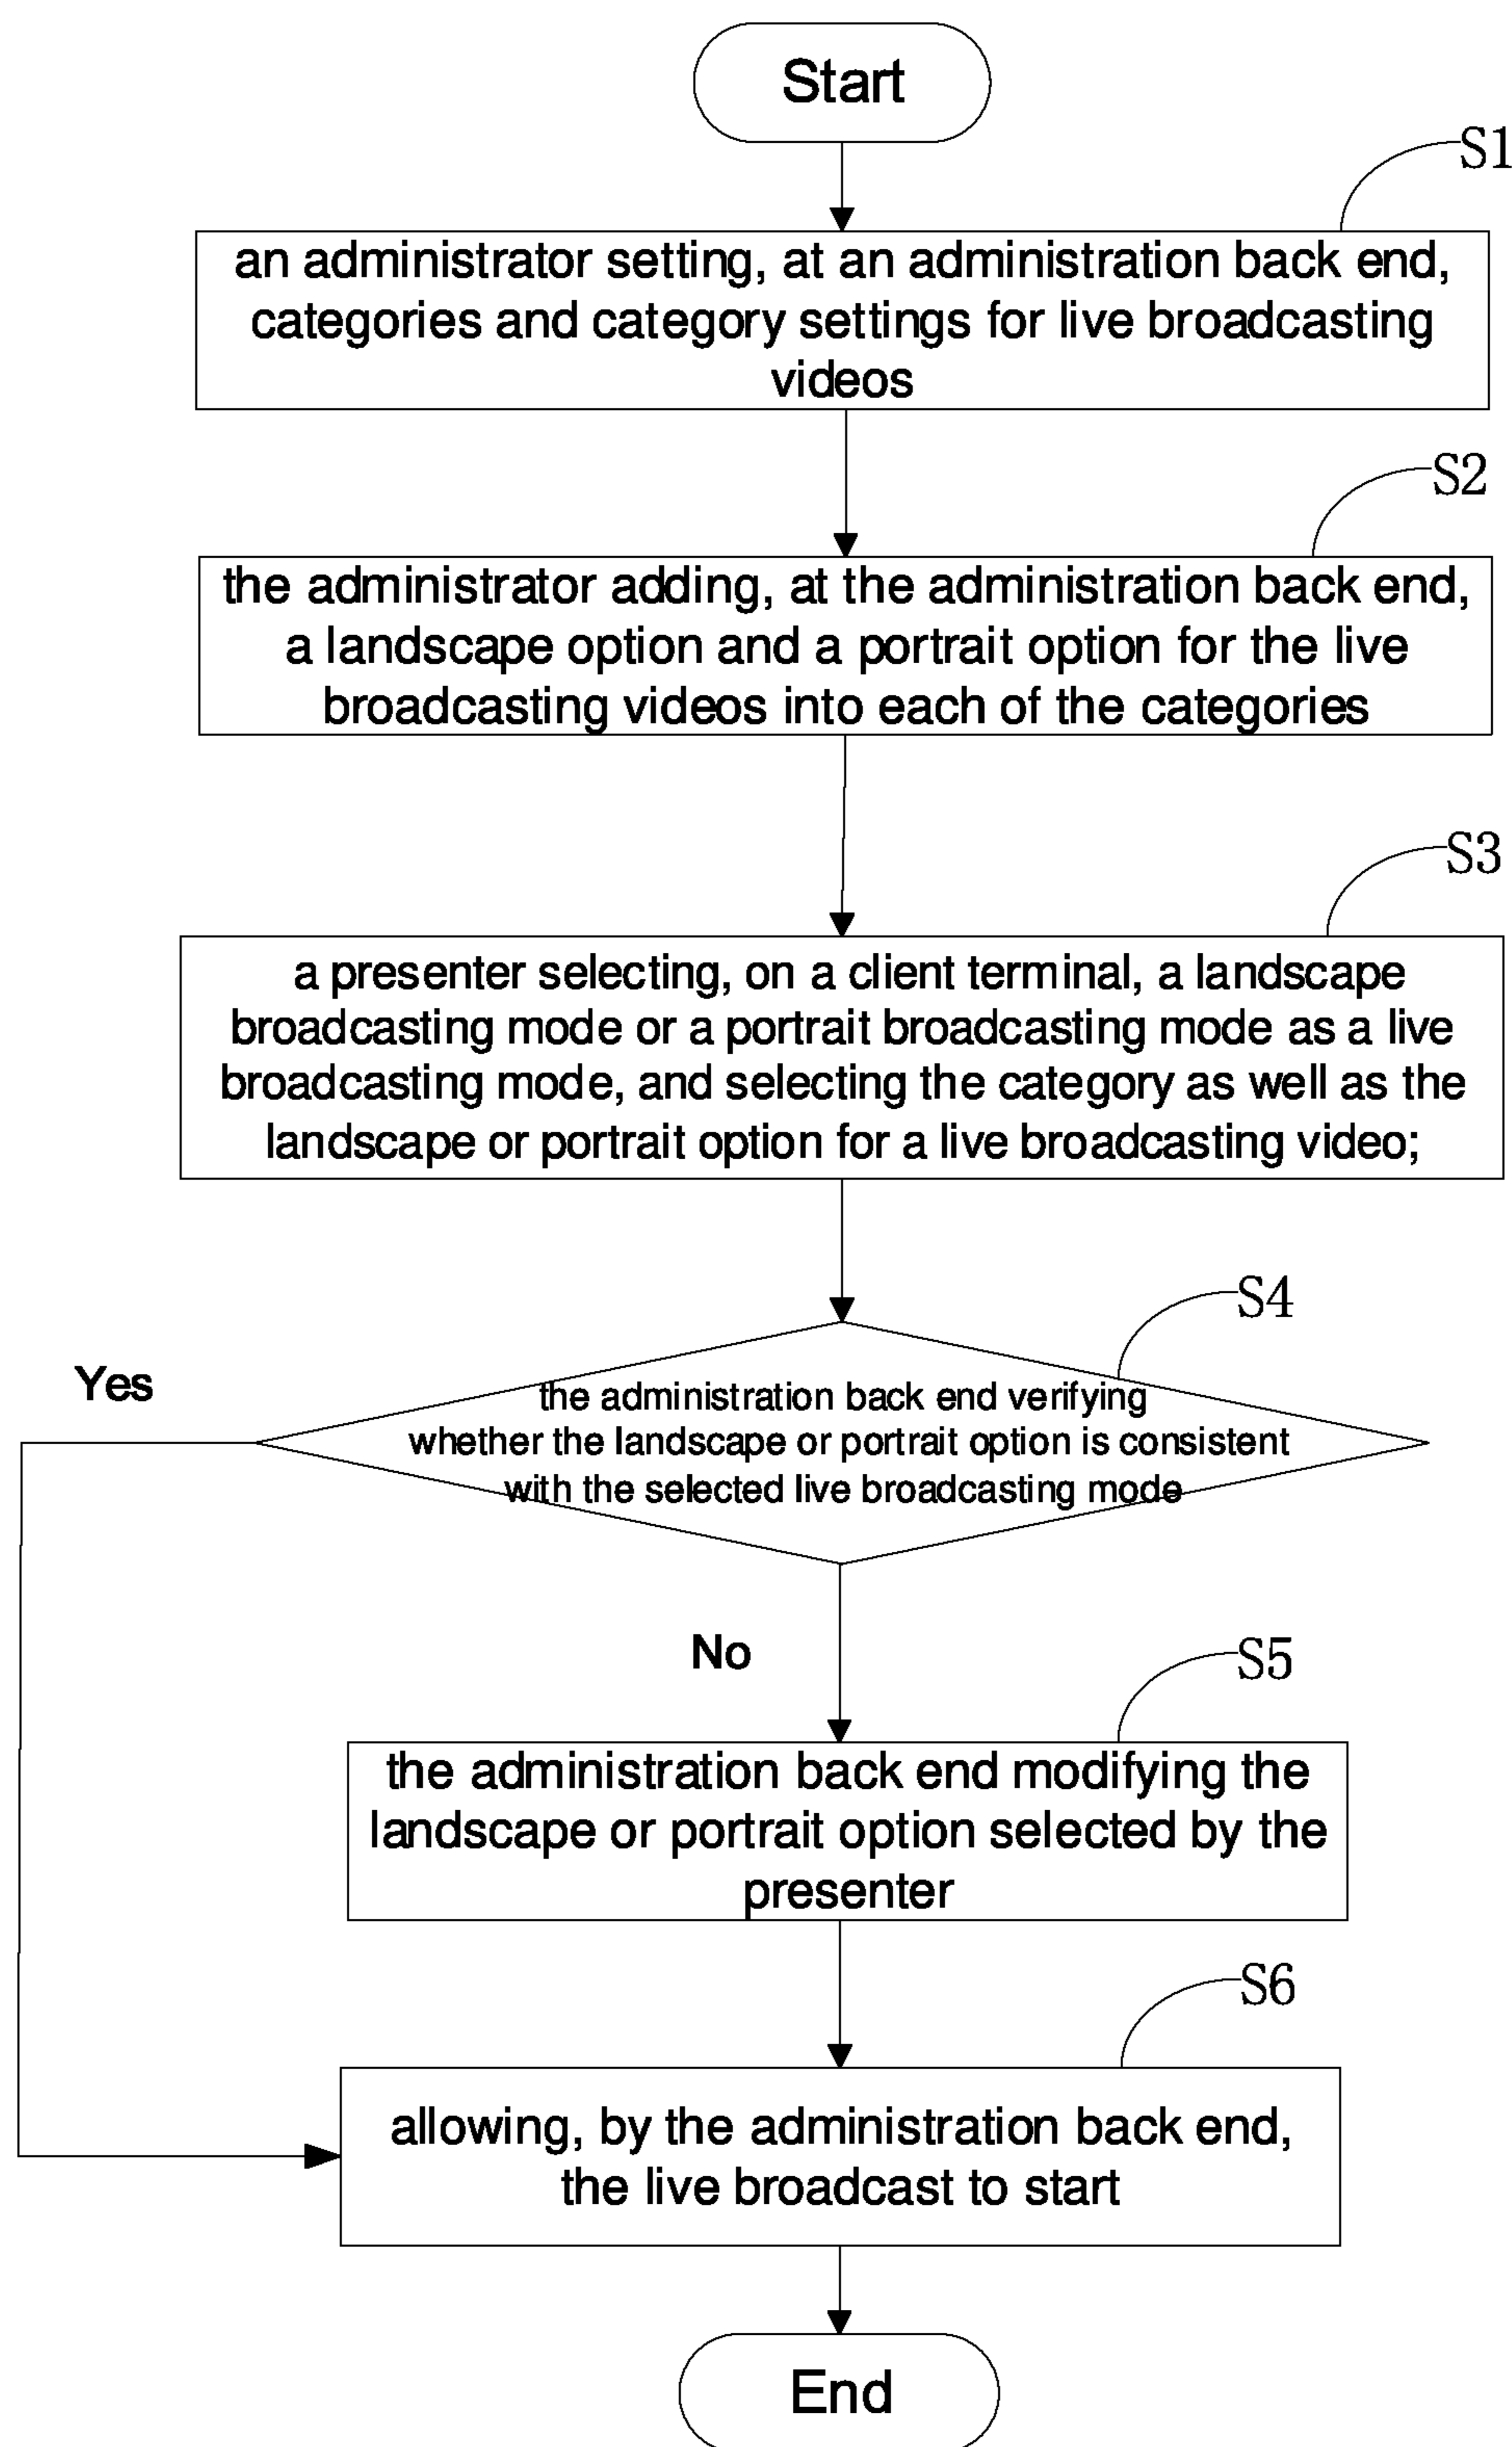 Start
S1
an administrator setting, at an administration back end,
categories and category settings for live broadcasting
videos
S2
the administrator adding, at the administration back end,
a landscape option and a portrait option for the live
broadcasting videos into each of the categories
S3
a presenter selecting, on a client terminal, a landscape
broadcasting mode or a portrait broadcasting mode as a live
broadcasting mode, and selecting the category as well as the
landscape or portrait option for a live broadcasting video;
S4
Yes
the administration back end verifying
whether the landscape or portrait option is consistent
with the selected live broadcasting mode
No
S5
the administration back end modifying the
landscape or portrait option selected by the
presenter
S6
allowing, by the administration back end,
the live broadcast to start
End